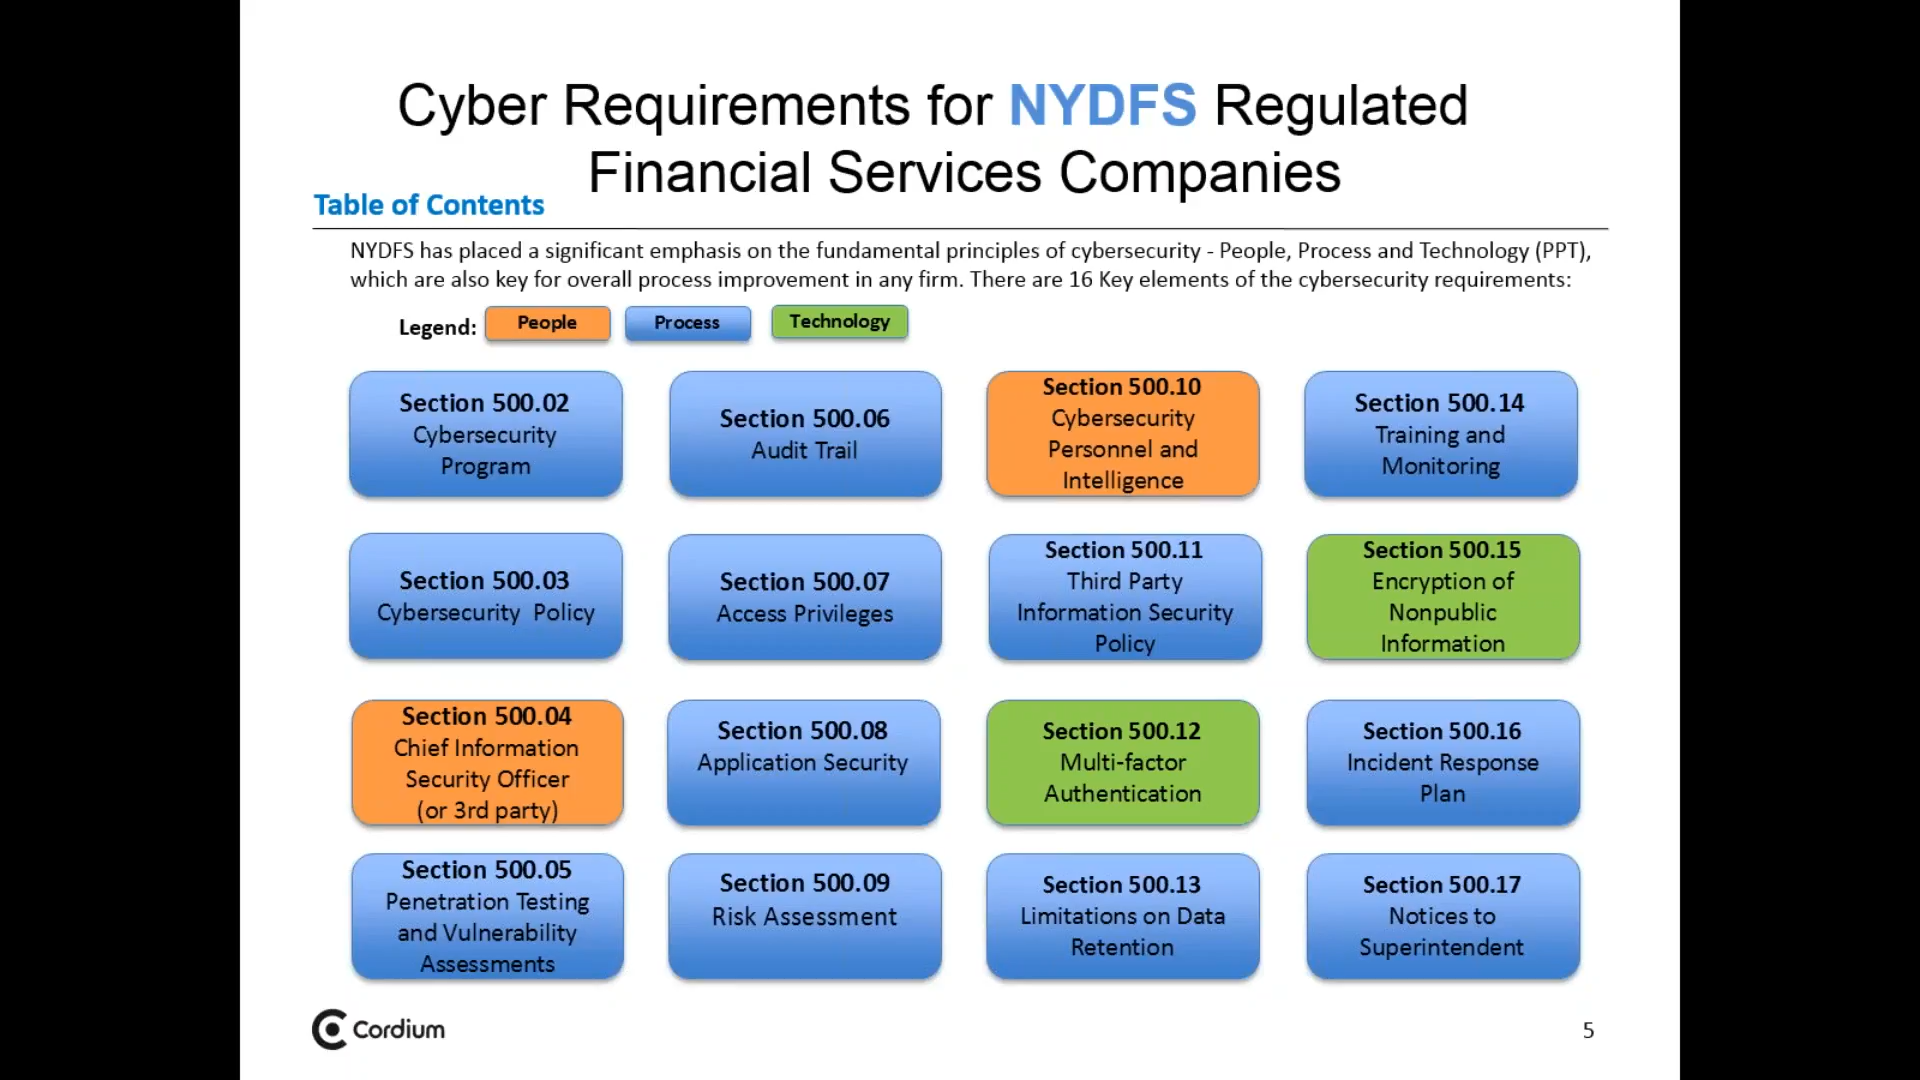 Cyber Requirements for NYDFS Regulated
Financial Services Companies
Table of Contents
NYDFS has placed a significant emphasis on the fundamental principles of cybersecurity - People, Process and Technology (PPT),
which are also key for overall process improvement in any firm. There are 16 Key elements of the cybersecurity requirements:
Legend: People Process Technology
Section 500.02
Cybersecurity
Program
Section 500.06
Audit Trail
Section 500.10
Cybersecurity
Personnel and
Intelligence
Section 500.14
Training and
Monitoring
Section 500.03
Cybersecurity Policy
Section 500.07
Access Privileges
Section 500.11
Third Party
Information Security
Policy
Section 500.15
Encryption of
Nonpublic
Information
Section 500.04
Chief Information
Security Officer
(or 3rd party)
Section 500.08
Application Security
Section 500.12
Multi-factor
Authentication
Section 500.16
Incident Response
Plan
Section 500.05
Penetration Testing
and Vulnerability
Assessments
Section 500.09
Risk Assessment
Section 500.13
Limitations on Data
Retention
Section 500.17
Notices to
Superintendent
Cordium
5